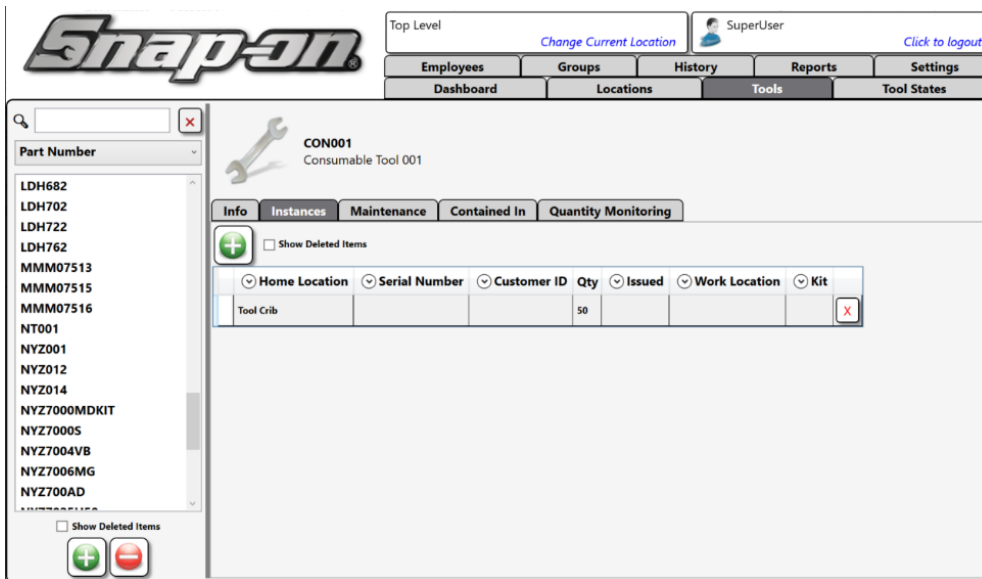 Snap-on®
Top Level
Change Current Location
SuperUser
Click to logout
Employees Groups History Reports Settings
Dashboard Locations Tools Tool States
x
Part Number
LDH682
LDH702
LDH722
LDH762
MMM07513
MMM07515
MMM07516
NT001
NYZ001
NYZ012
NYZ014
NYZ7000MDKIT
NYZ7000S
NYZ7004VB
NYZ7006MG
NYZ700AD
Show Deleted Items
CON001
Consumable Tool 001
Info Instances Maintenance Contained In Quantity Monitoring
Show Deleted Items
Home Location Serial Number Customer ID Qty Issued Work Location Kit
Tool Crib 50 X